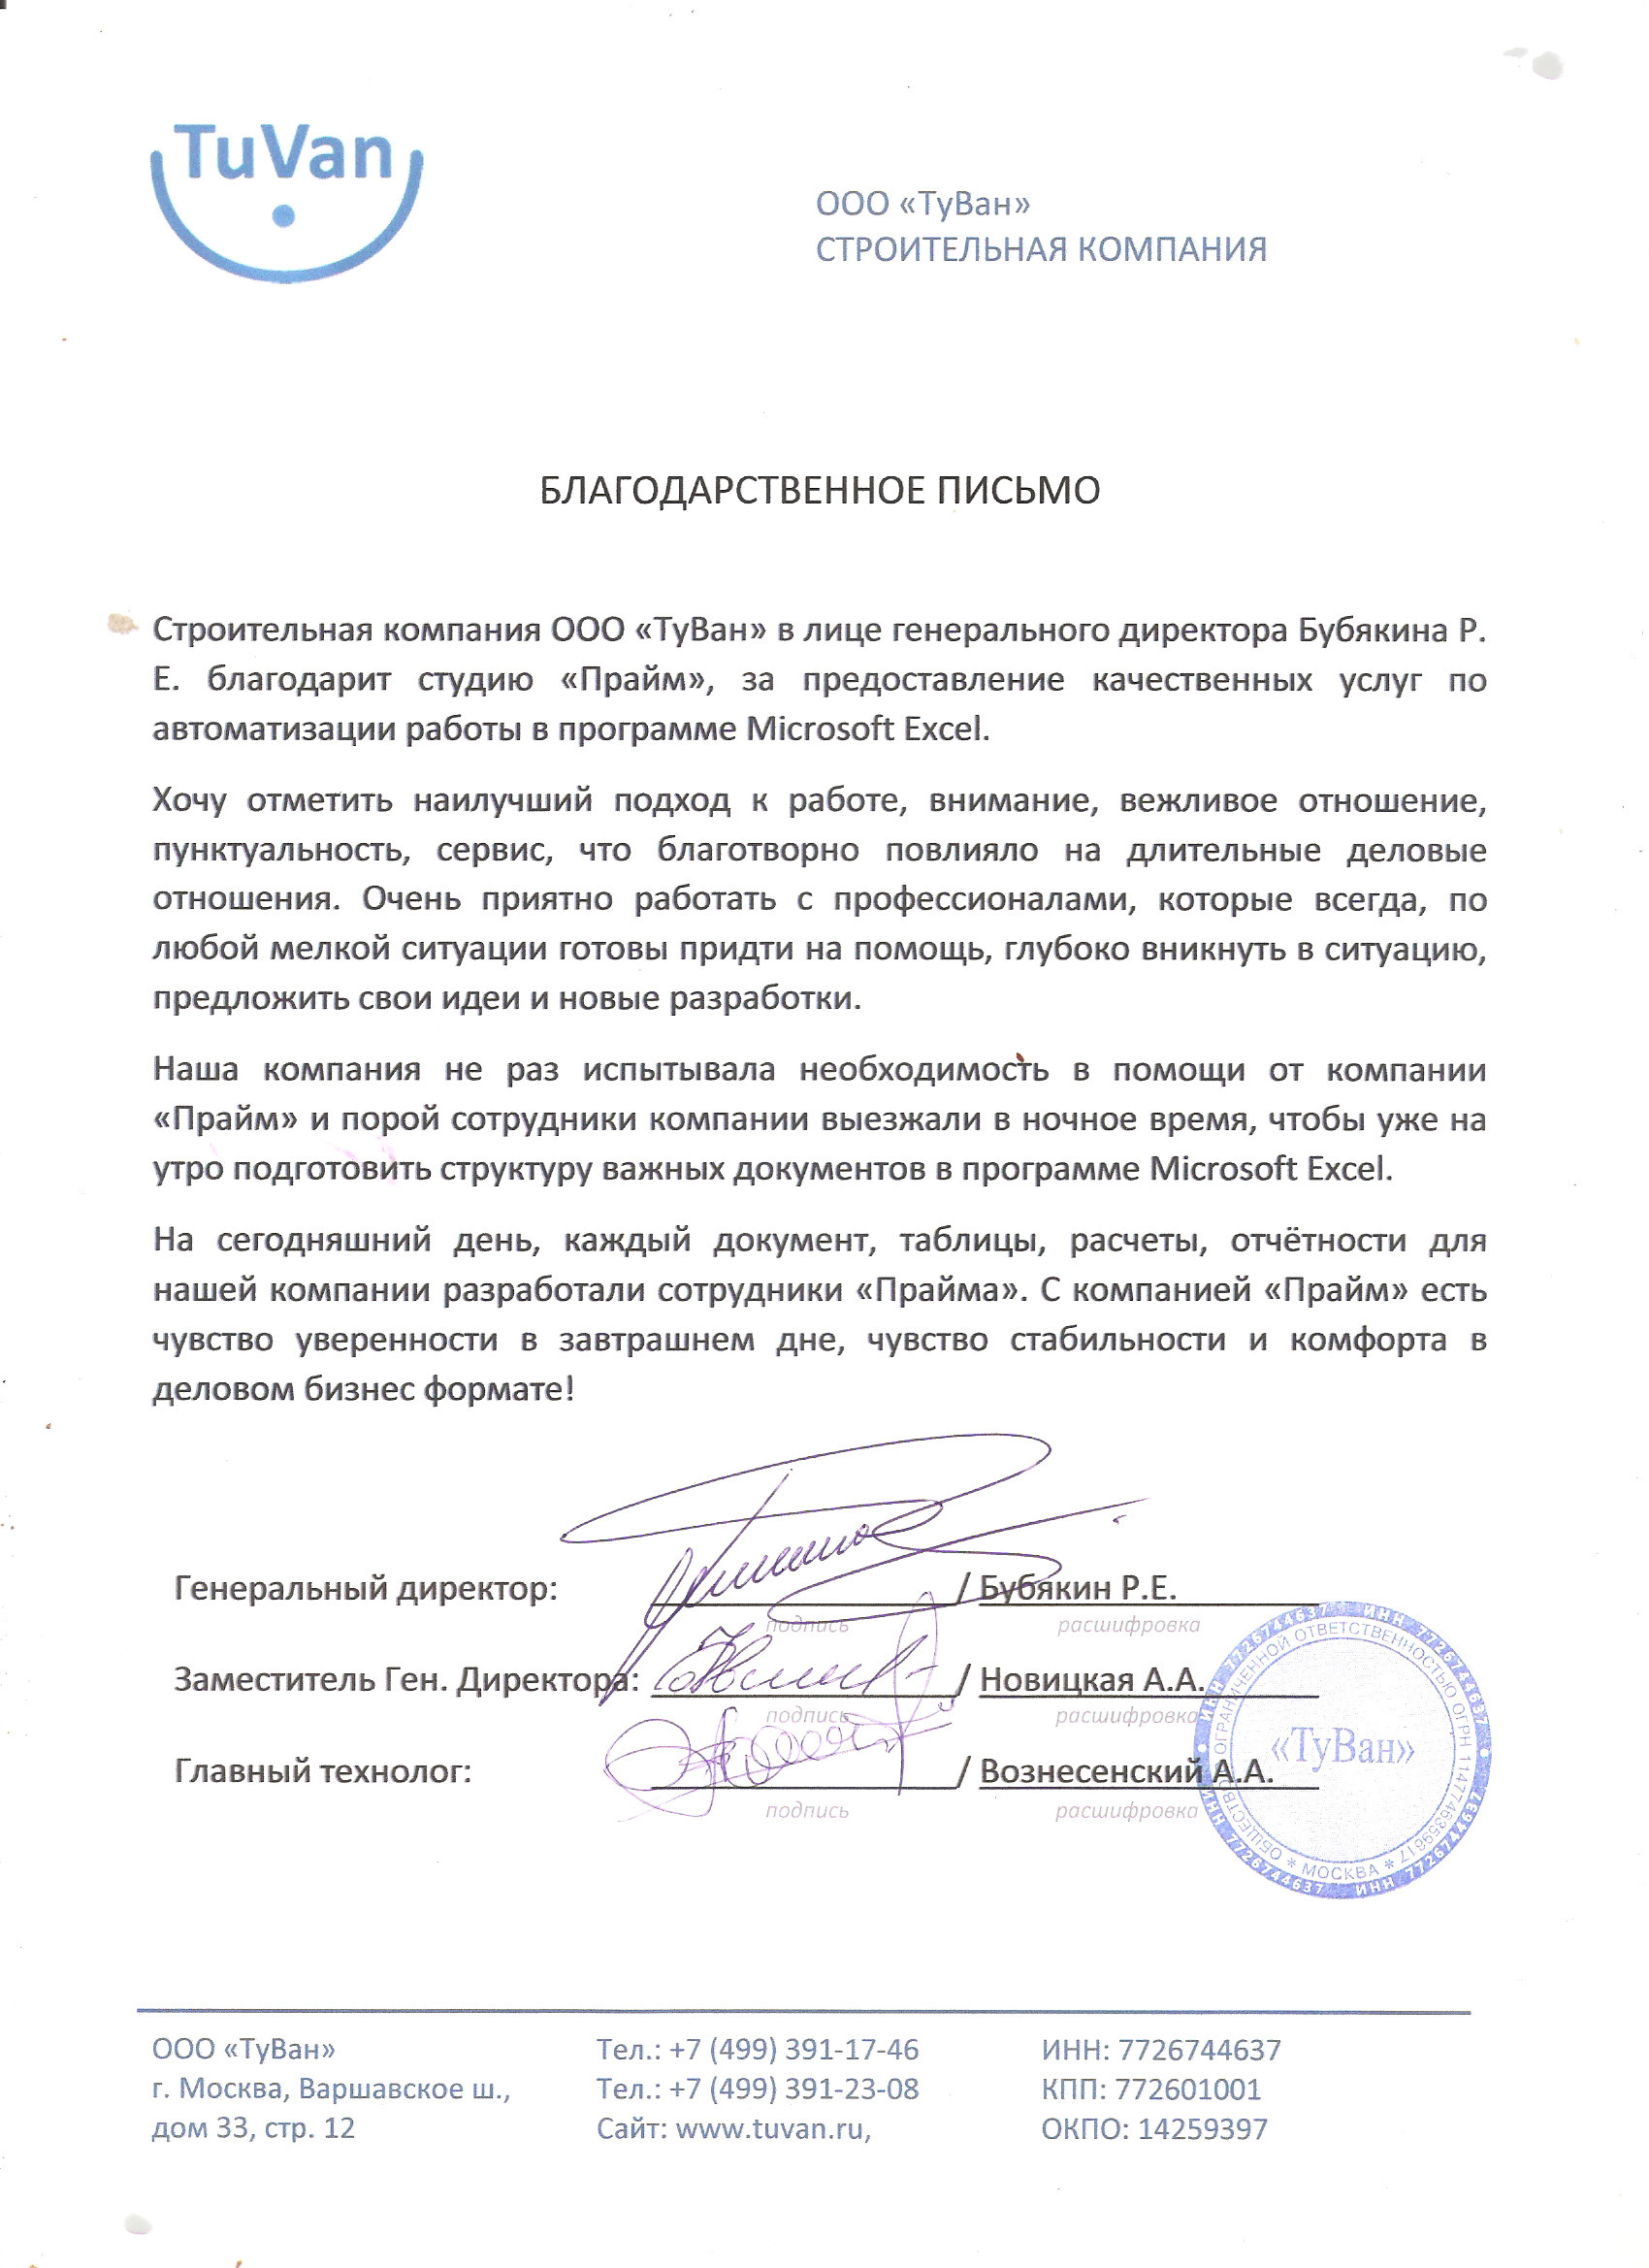 TuVan
ООО «ТуВан»
СТРОИТЕЛЬНАЯ КОМПАНИЯ
БЛАГОДАРСТВЕННОЕ ПИСЬМО
Строительная компания ООО «ТуВан» в лице генерального директора Бубякина Р.
Е. благодарит студию «Прайм», за предоставление качественных услуг по
автоматизации работы в программе Microsoft Excel.
Хочу отметить наилучший подход к работе, внимание, вежливое отношение,
пунктуальность, сервис, что благотворно повлияло на длительные деловые
отношения. Очень приятно работать с профессионалами, которые всегда, по
любой мелкой ситуации готовы придти на помощь, глубоко вникнуть в ситуацию,
предложить свои идеи и новые разработки.
Наша компания не раз испытывала необходимость в помощи от компании
«Прайм» и порой сотрудники компании выезжали в ночное время, чтобы уже на
утро подготовить структуру важных документов в программе Microsoft Excel.
На сегодняшний день, каждый документ, таблицы, расчеты, отчётности для
нашей компании разработали сотрудники «Прайма». С компанией «Прайм» есть
чувство уверенности в завтрашнем дне, чувство стабильности и комфорта в
деловом бизнес формате!
Генеральный директор: / Бубякин Р.Е.
подпись расшифровка
Заместитель Ген. Директора: / Новицкая А.А.
подпись расшифровка
Главный технолог: / Вознесенский А.А.
подпись расшифровка
ИНН 7726744637 ИНН 7726744637 ИНН 7726744637 ИНН 7726744637
ОБЩЕСТВО С ОГРАНИЧЕННОЙ ОТВЕТСТВЕННОСТЬЮ ОГРН 1147746359617
* МОСКВА *
«ТуВан»
ООО «ТуВан»
г. Москва, Варшавское ш.,
дом 33, стр. 12
Тел.: +7 (499) 391-17-46
Тел.: +7 (499) 391-23-08
Сайт: www.tuvan.ru,
ИНН: 7726744637
КПП: 772601001
ОКПО: 14259397